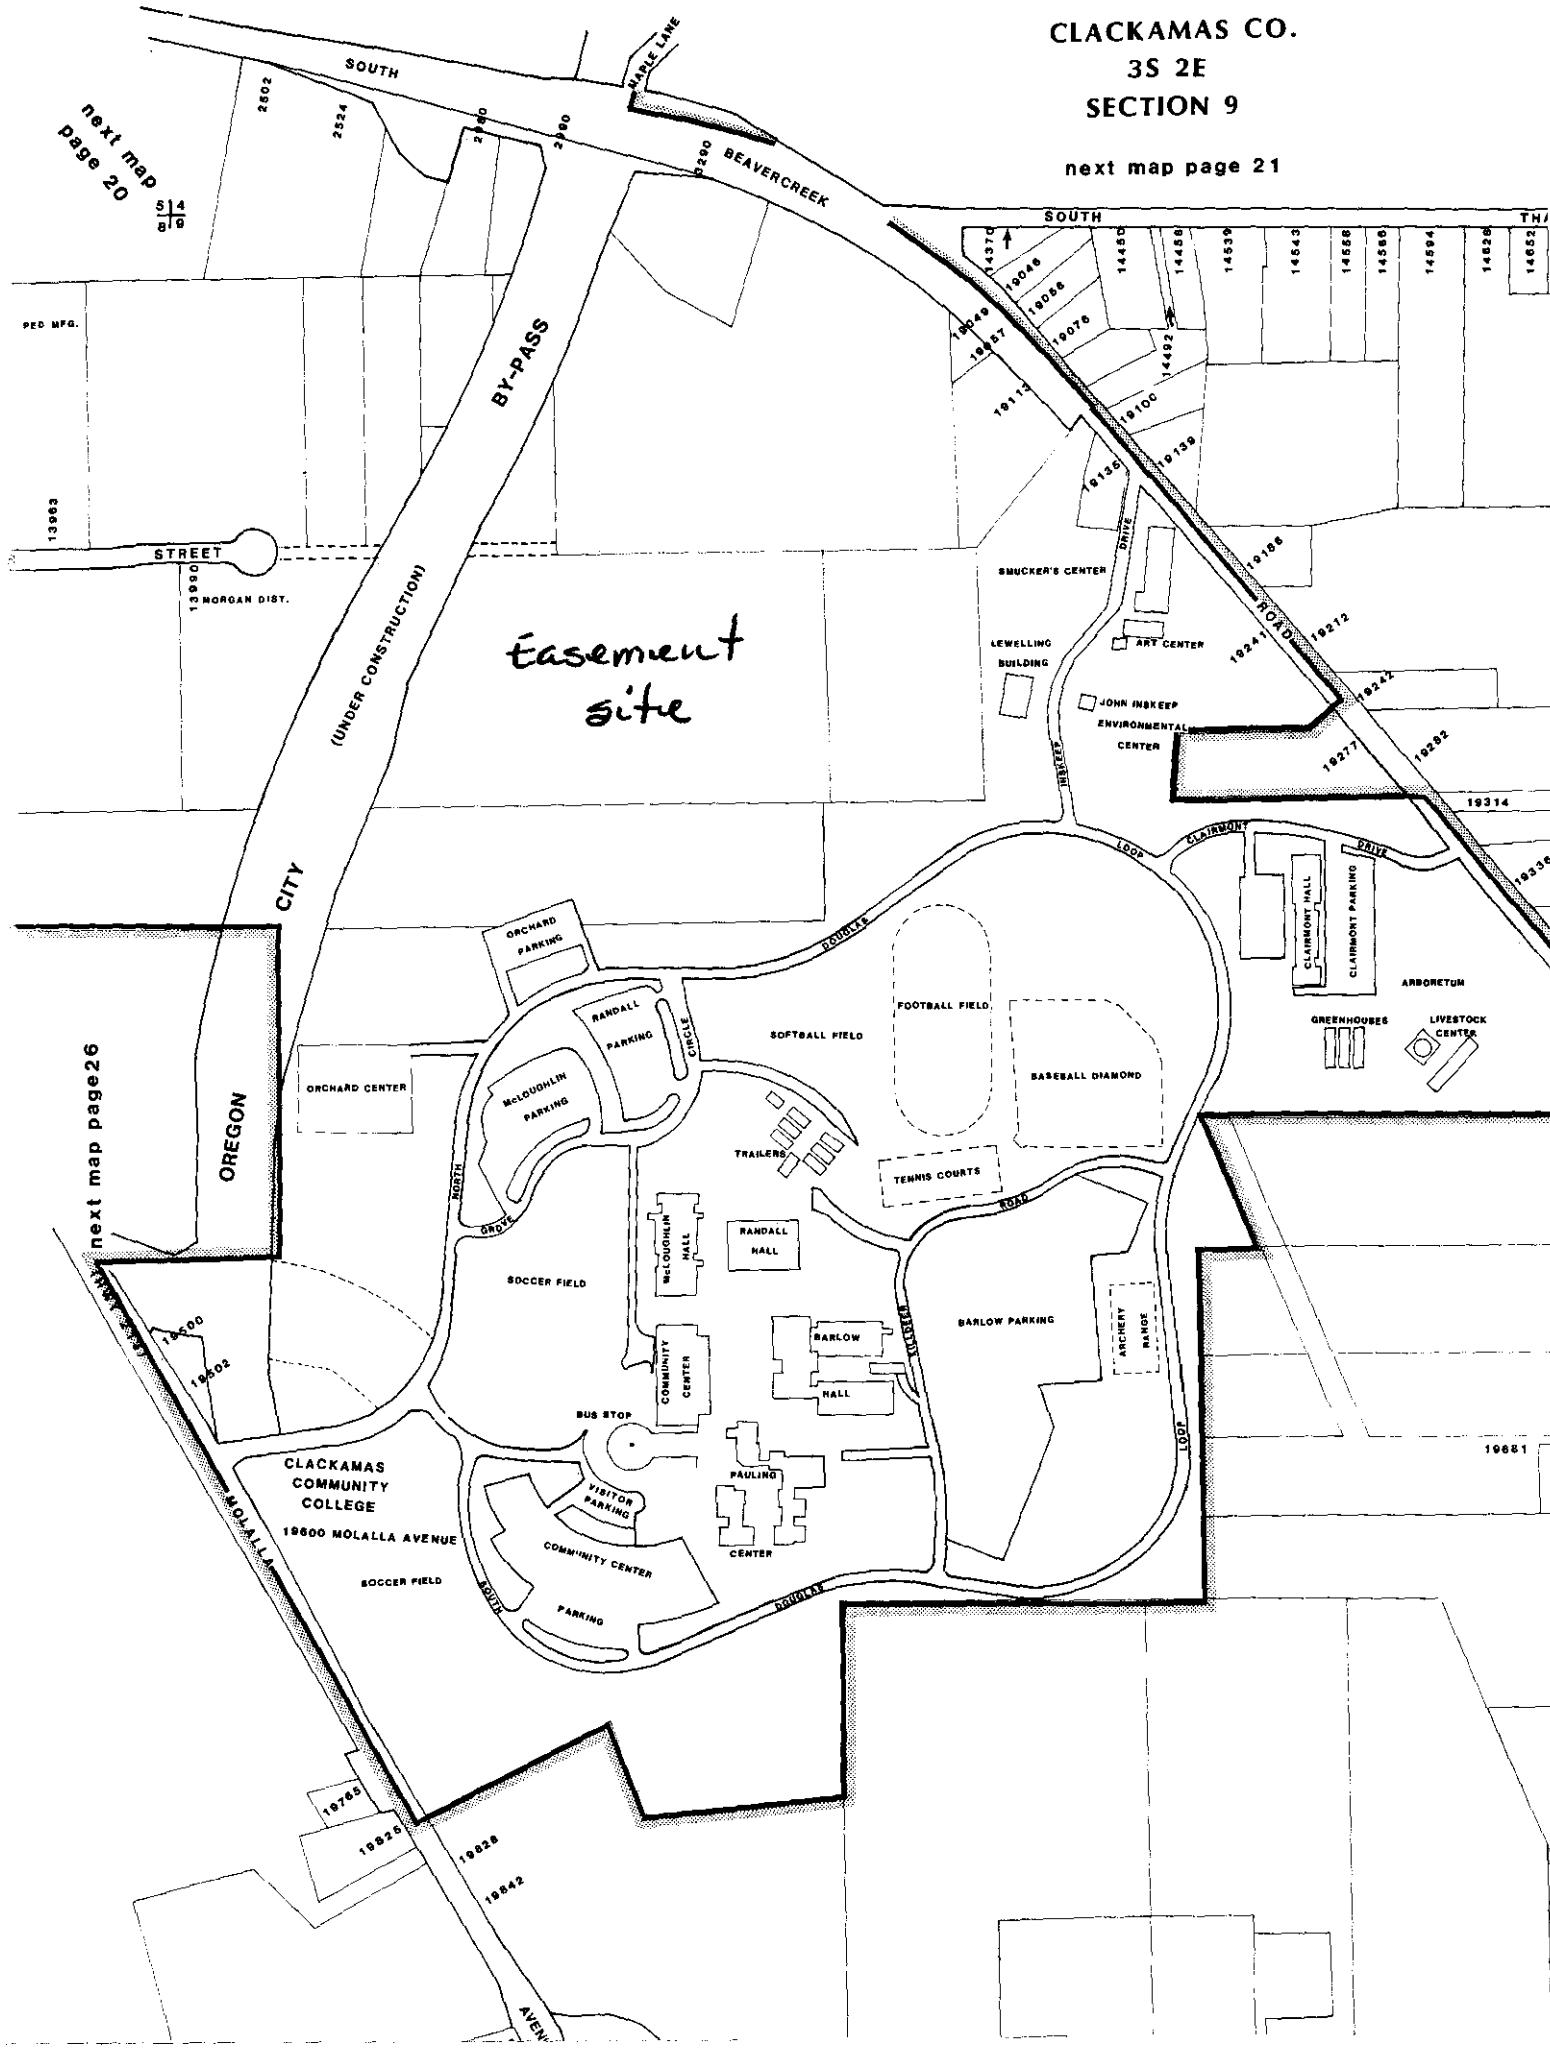 CLACKAMAS CO.
3S 2E
SECTION 9
next map page 21
MAPLE LANE
SOUTH
2502
2524
2980
2990
3290
BEAVERCREEK
next map
page 20
5 4
8 9
SOUTH
14370
14450
14458
14539
14543
14558
14566
14594
14628
14652
19046
19056
19076
14492
19049
19057
19113
19100
19139
19135
PED MFG.
BY-PASS
13963
STREET
13990
MORGAN DIST.
(UNDER CONSTRUCTION)
Easement
site
DRIVE
SMUCKER'S CENTER
19186
ROAD
19212
19241
LEWELLING
BUILDING
ART CENTER
19242
JOHN INSKEEP
ENVIRONMENTAL
CENTER
INSKEEP
19277
19282
19314
19336
LOOP
CLAIRMONT
DRIVE
CLAIRMONT HALL
CLAIRMONT PARKING
CITY
ORCHARD
PARKING
DOUGLAS
FOOTBALL FIELD
ARBORETUM
RANDALL
PARKING
CIRCLE
SOFTBALL FIELD
GREENHOUSES
LIVESTOCK
CENTER
next map page26
OREGON
ORCHARD CENTER
McLOUGHLIN
PARKING
BASEBALL DIAMOND
TRAILERS
TENNIS COURTS
NORTH
GROVE
ROAD
McLOUGHLIN
HALL
RANDALL
HALL
SOCCER FIELD
19500
19502
BARLOW
HALL
BARLOW PARKING
ARCHERY
RANGE
COMMUNITY
CENTER
BUS STOP
LOOP
19681
CLACKAMAS
COMMUNITY
COLLEGE
19600 MOLALLA AVENUE
MOLALLA
PAULING
CENTER
VISITOR
PARKING
COMMUNITY CENTER
PARKING
SOCCER FIELD
SOUTH
DOUGLAS
19765
19825
19828
19842